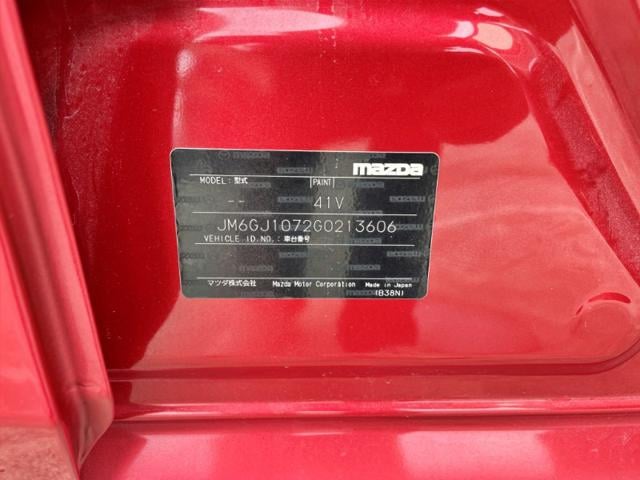 mazda
MODEL: 型式 PAINT
-- 41V
JM6GJ1072G0213606
VEHICLE ID.NO.: 車台番号
マツダ株式会社 Mazda Motor Corporation Made in Japan
(B38N)